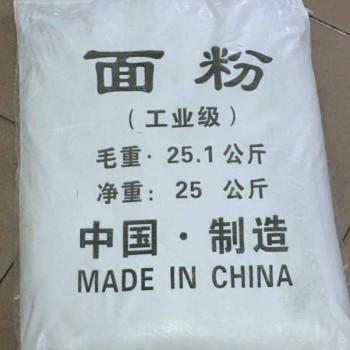 面粉
(工业级)
毛重·25.1公斤
净重: 25 公斤
中国·制造
MADE IN CHINA